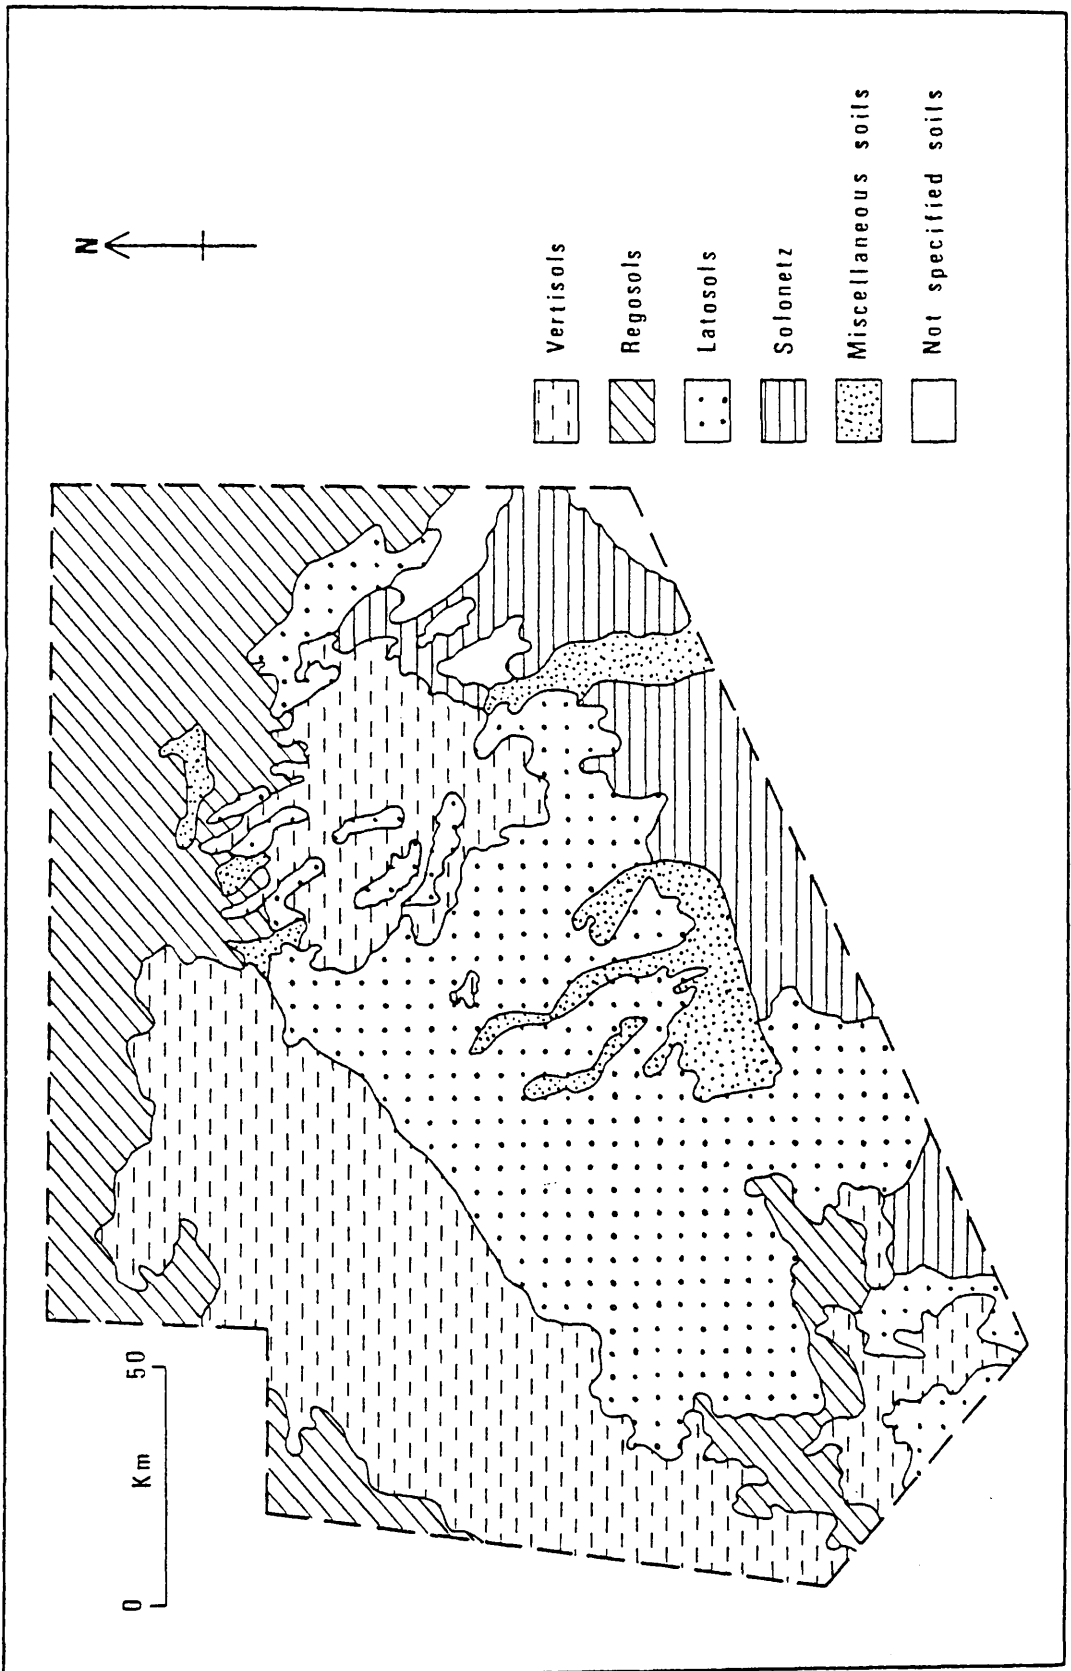 N
Vertisols
Regosols
Latosols
Solonetz
Miscellaneous soils
Not specified soils
0 Km 50